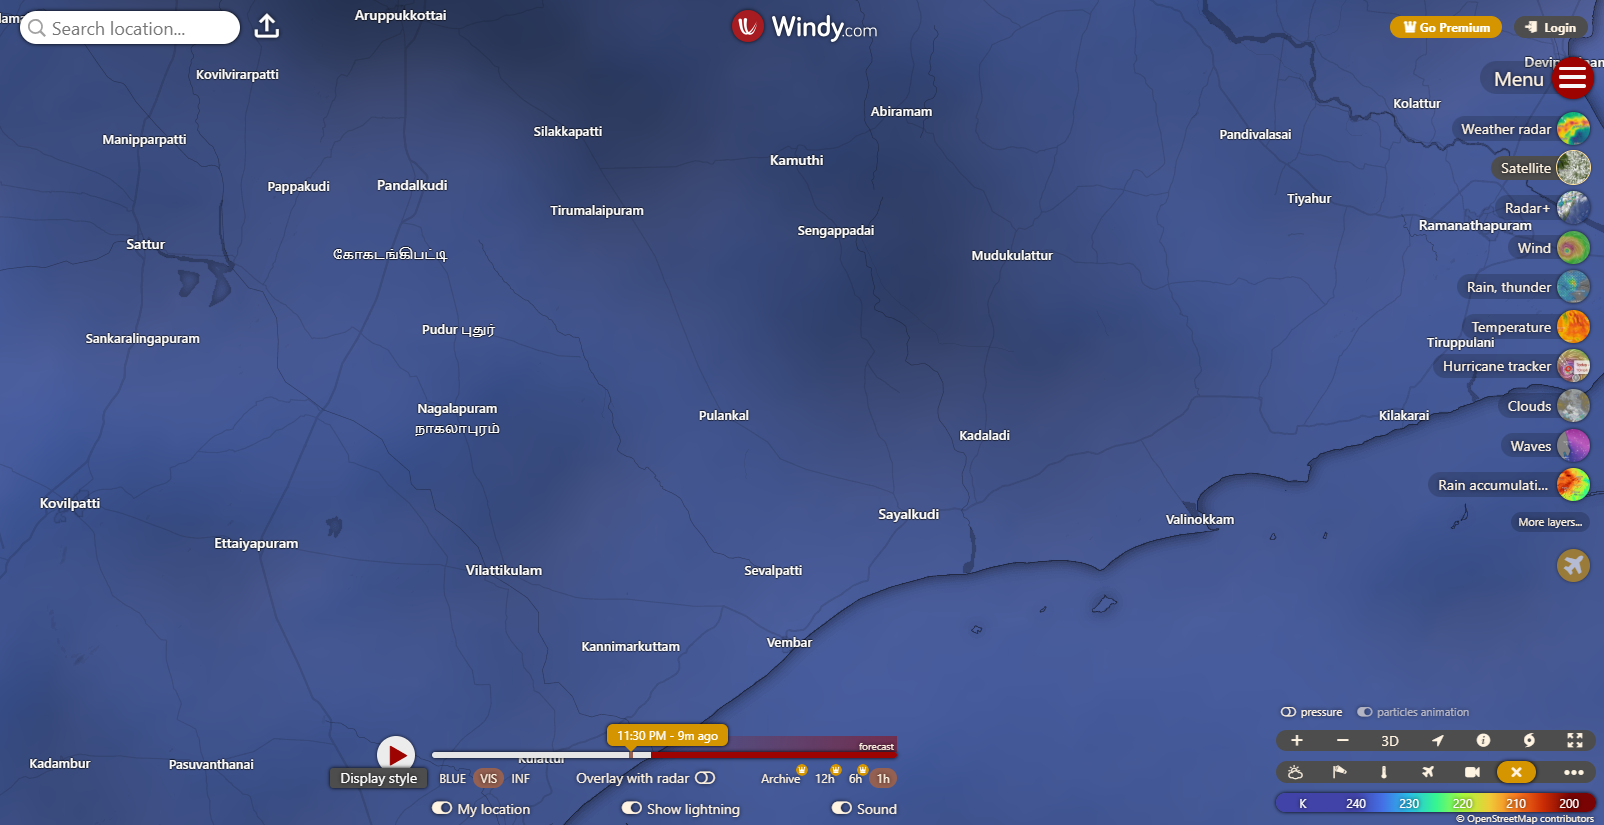 Aruppukkottai
Search location...
Windy.com
Go Premium
Login
Menu
Kovilvirarpatti
Abiramam
Kolattur
Silakkapatti
Pandivalasai
Weather radar
Manipparpatti
Kamuthi
Satellite
Pappakudi
Pandalkudi
Tiyahur
Tirumalaipuram
Radar+
Sengappadai
Ramanathapuram
Sattur
Wind
கோகடங்கிபட்டி
Mudukulattur
Rain, thunder
Pudur புதுர்
Temperature
Sankaralingapuram
Tiruppulani
Hurricane tracker
Nagalapuram
நாகலாபுரம்
Pulankal
Clouds
Kilakarai
Kadaladi
Waves
Rain accumulati...
Kovilpatti
Sayalkudi
Valinokkam
More layers...
Ettaiyapuram
Vilattikulam
Sevalpatti
Kannimarkuttam
Vembar
pressure
particles animation
11:30 PM - 9m ago
forecast
3D
Kadambur
Pasuvanthanai
Kulattur
Display style
BLUE VIS INF
Overlay with radar
Archive 12h 6h 1h
My location
Show lightning
Sound
K 240 230 220 210 200
© OpenStreetMap contributors